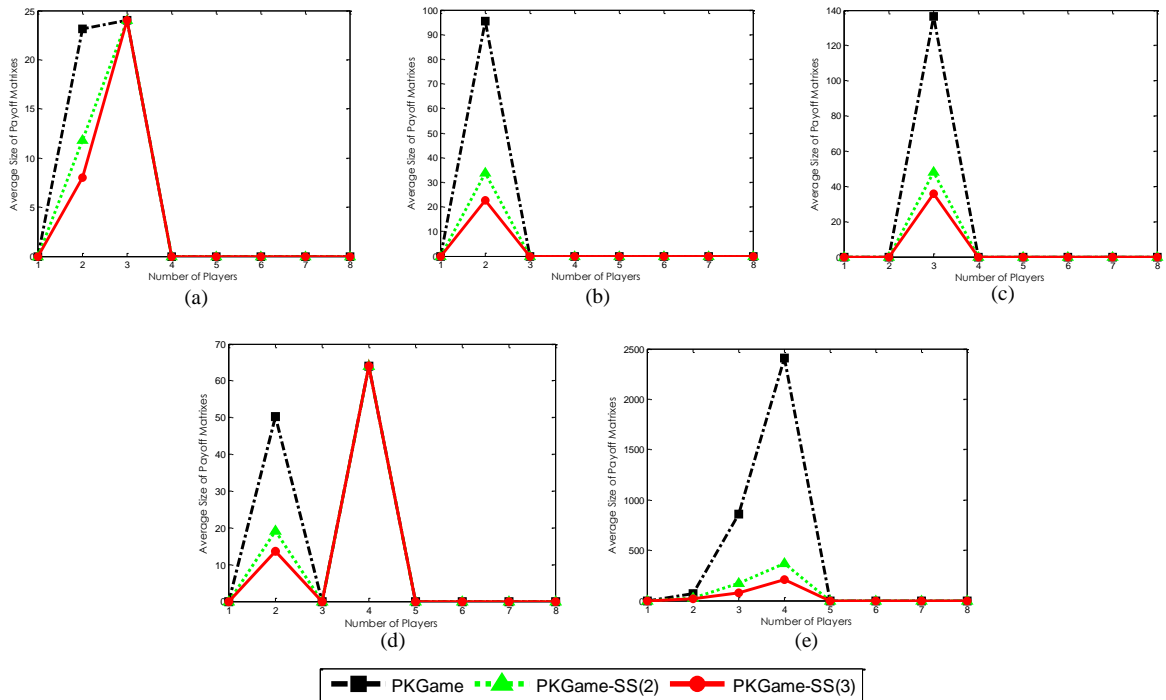 Average Size of Payoff Matrixes
25
20
15
10
5
0
1 2 3 4 5 6 7 8
Number of Players
(a)
Average Size of Payoff Matrixes
100
90
80
70
60
50
40
30
20
10
0
1 2 3 4 5 6 7 8
Number of Players
(b)
Average Size of Payoff Matrixes
140
120
100
80
60
40
20
0
1 2 3 4 5 6 7 8
Number of Players
(c)
Average Size of Payoff Matrixes
70
60
50
40
30
20
10
0
1 2 3 4 5 6 7 8
Number of Players
(d)
Average Size of Payoff Matrixes
2500
2000
1500
1000
500
0
1 2 3 4 5 6 7 8
Number of Players
(e)
PKGame PKGame-SS(2) PKGame-SS(3)